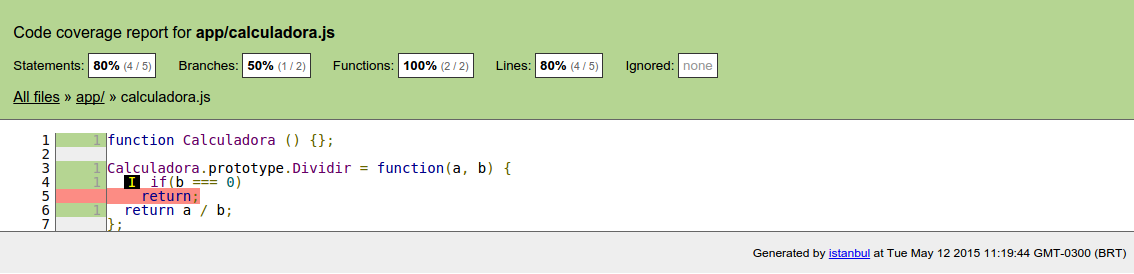 Code coverage report for app/calculadora.js
Statements: 80% (4 / 5) Branches: 50% (1 / 2) Functions: 100% (2 / 2) Lines: 80% (4 / 5) Ignored: none
All files » app/ » calculadora.js
1 1 function Calculadora () {};
2
3 1 Calculadora.prototype.Dividir = function(a, b) {
4 1 I if(b === 0)
5 return;
6 1 return a / b;
7 };
Generated by istanbul at Tue May 12 2015 11:19:44 GMT-0300 (BRT)